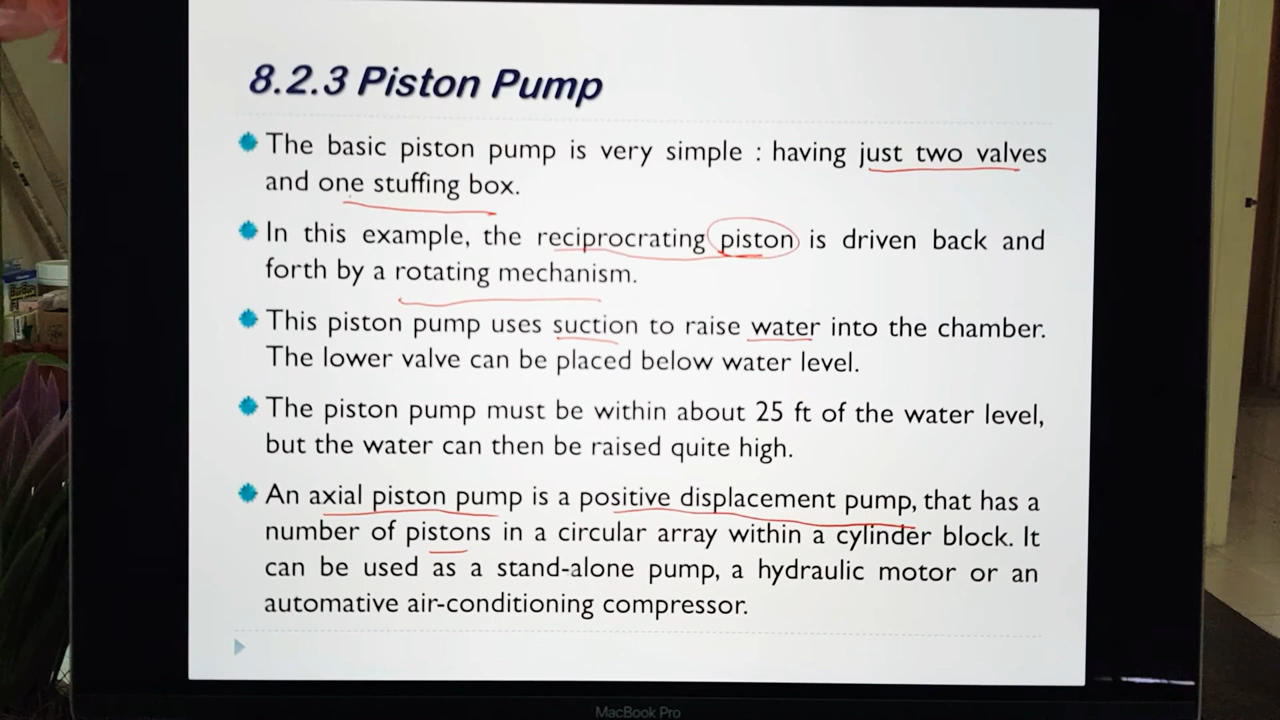 8.2.3 Piston Pump
The basic piston pump is very simple : having just two valves
and one stuffing box.
In this example, the reciprocrating piston is driven back and
forth by a rotating mechanism.
This piston pump uses suction to raise water into the chamber.
The lower valve can be placed below water level.
The piston pump must be within about 25 ft of the water level,
but the water can then be raised quite high.
An axial piston pump is a positive displacement pump, that has a
number of pistons in a circular array within a cylinder block. It
can be used as a stand-alone pump, a hydraulic motor or an
automative air-conditioning compressor.
MacBook Pro